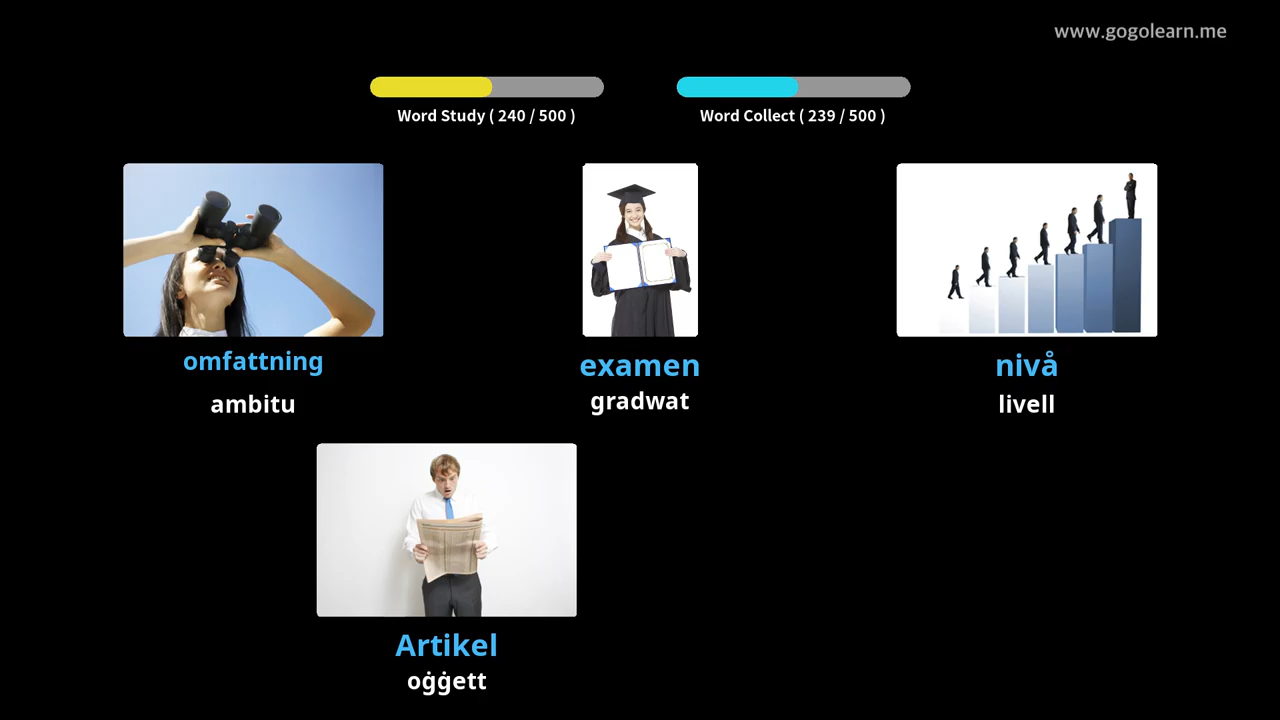 www.gogolearn.me
Word Study ( 240 / 500 )
Word Collect ( 239 / 500 )
omfattning
ambitu
examen
gradwat
nivå
livell
Artikel
oġġett